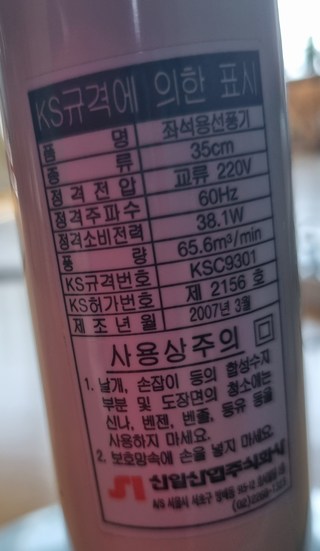 KS규격에 의한 표시
품 명 좌석용선풍기
종 류 35cm
정격전압 교류 220V
정격주파수 60Hz
정격소비전력 38.1W
풍 량 65.6m³/min
KS규격번호 KSC9301
KS허가번호 제 2156 호
제조년월 2007년 3월
사용상주의
1. 날개, 손잡이 등의 합성수지
부분 및 도장면의 청소에는
신나, 벤젠, 벤졸, 등유 등을
사용하지 마세요.
2. 보호망속에 손을 넣지 마세요.
신일산업주식회사
A/S 서울시 서초구